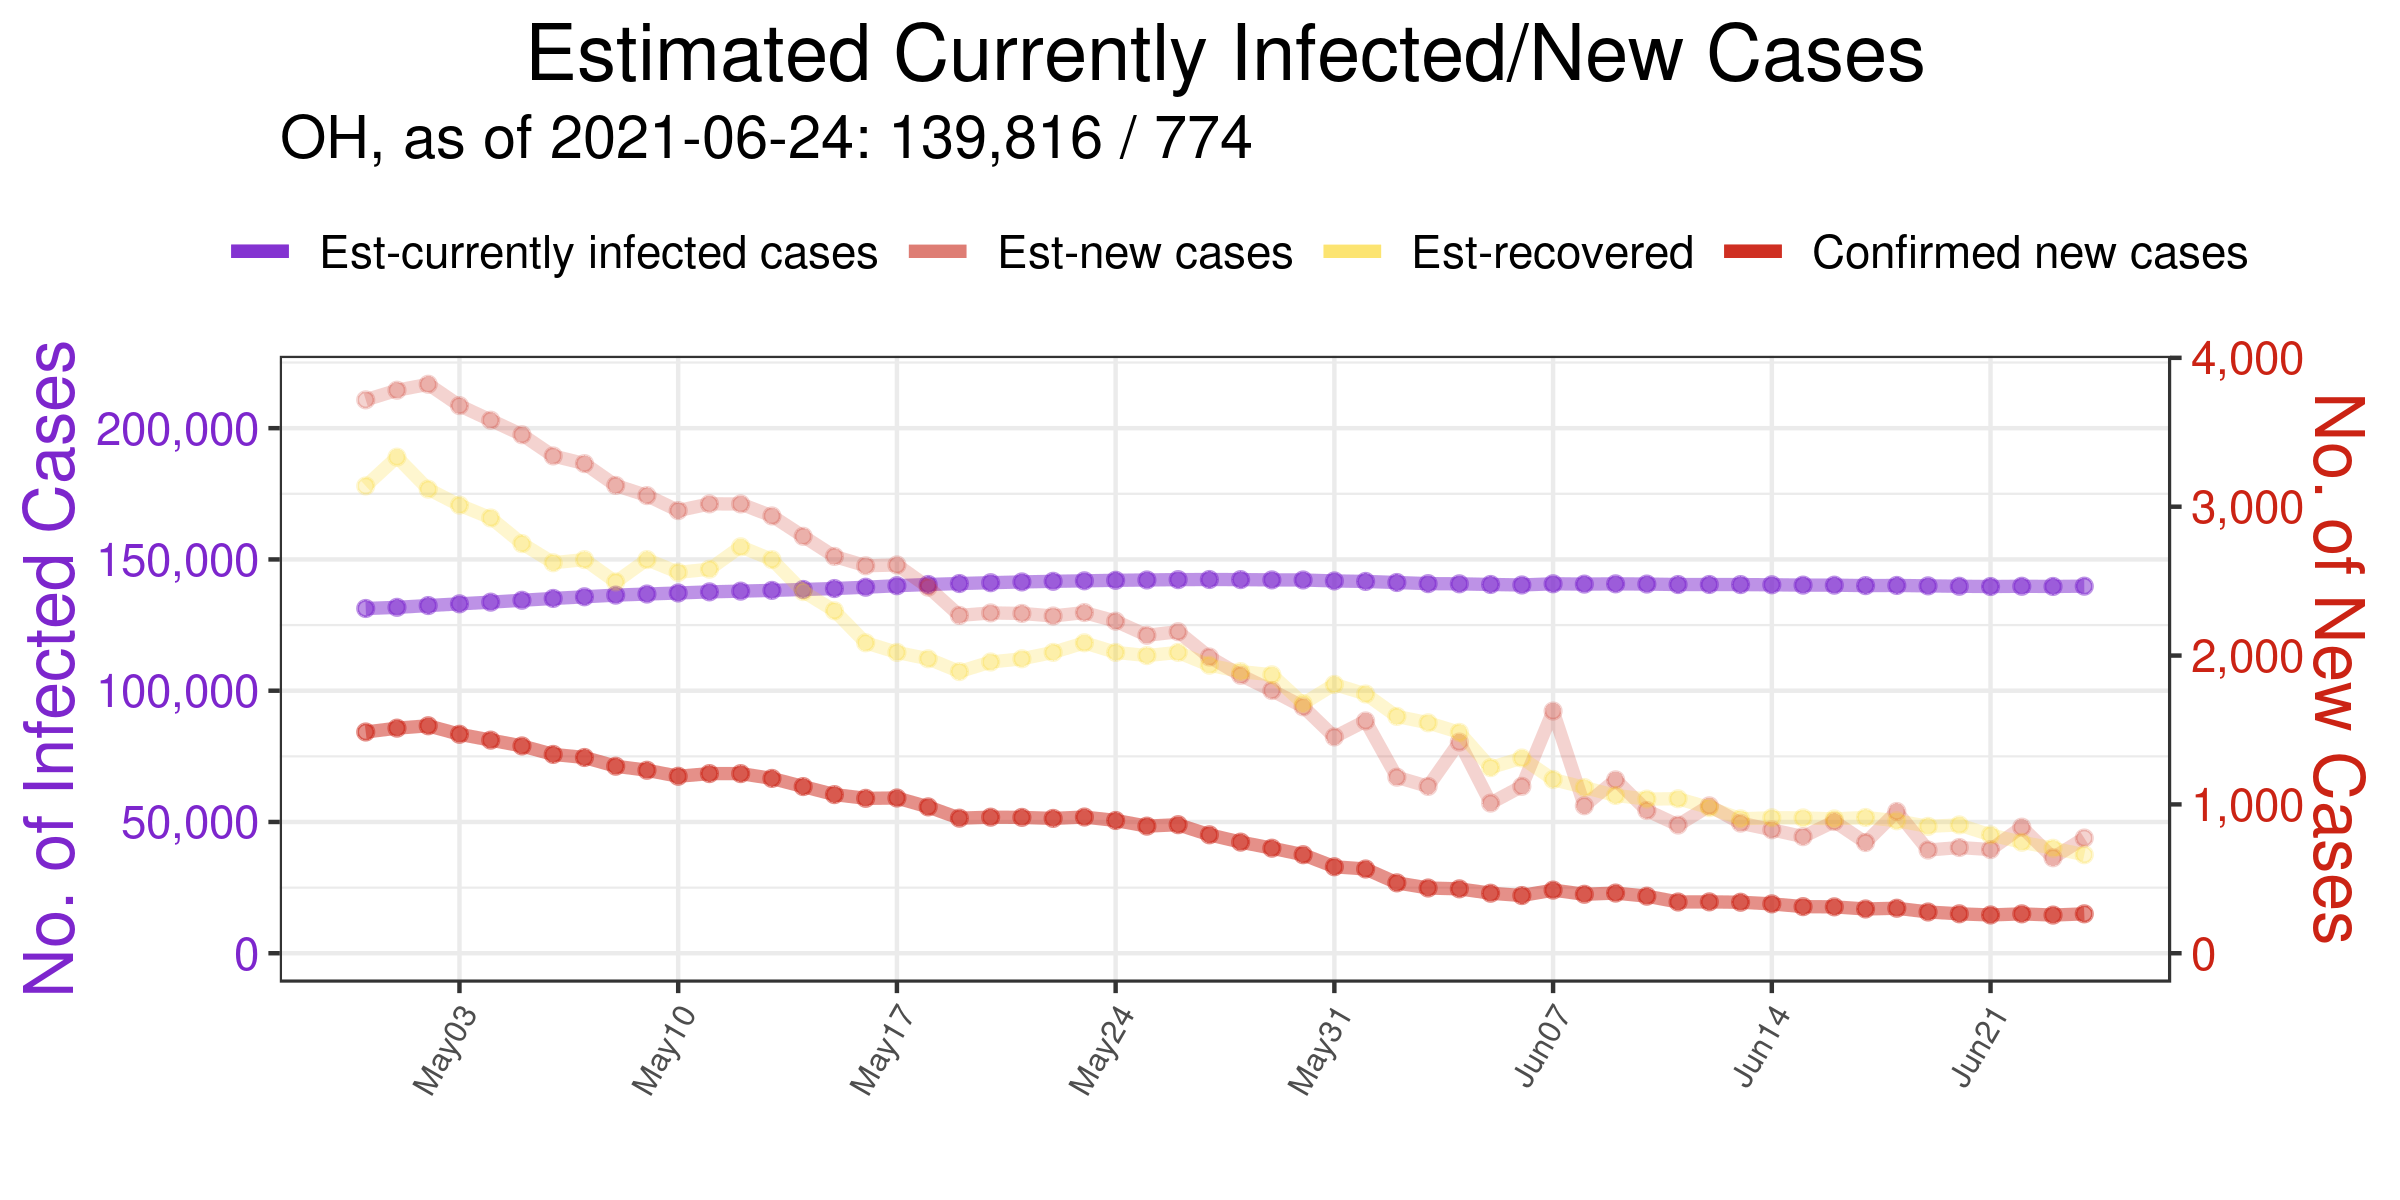 Estimated Currently Infected/New Cases
OH, as of 2021-06-24: 139,816 / 774
Est-currently infected cases Est-new cases Est-recovered Confirmed new cases
No. of Infected Cases
200,000
150,000
100,000
50,000
0
4,000
3,000
2,000
1,000
0
No. of New Cases
May03 May10 May17 May24 May31 Jun07 Jun14 Jun21